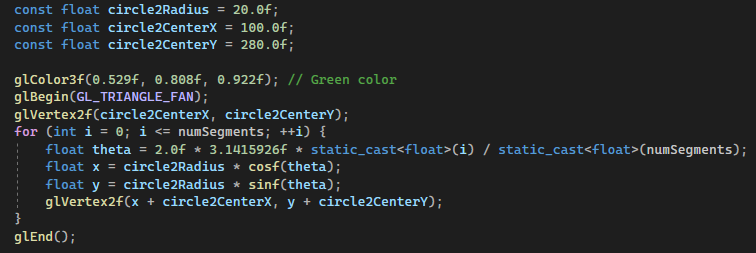 const float circle2Radius = 20.0f;
const float circle2CenterX = 100.0f;
const float circle2CenterY = 280.0f;

glColor3f(0.529f, 0.808f, 0.922f); // Green color
glBegin(GL_TRIANGLE_FAN);
glVertex2f(circle2CenterX, circle2CenterY);
for (int i = 0; i <= numSegments; ++i) {
    float theta = 2.0f * 3.1415926f * static_cast<float>(i) / static_cast<float>(numSegments);
    float x = circle2Radius * cosf(theta);
    float y = circle2Radius * sinf(theta);
    glVertex2f(x + circle2CenterX, y + circle2CenterY);
}
glEnd();